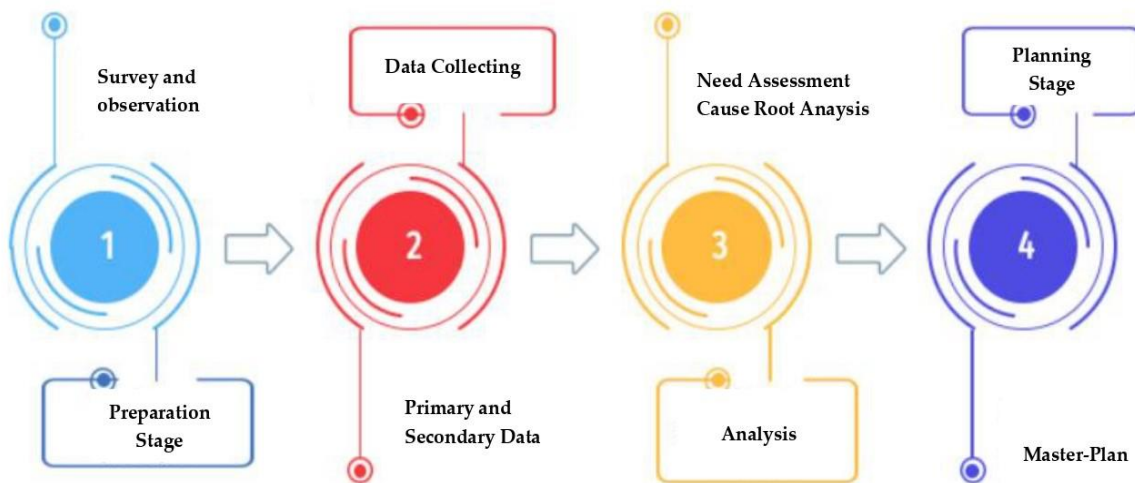 Survey and
observation
1
Preparation
Stage
Data Collecting
2
Primary and
Secondary Data
Need Assessment
Cause Root Anaysis
3
Analysis
Planning
Stage
4
Master-Plan